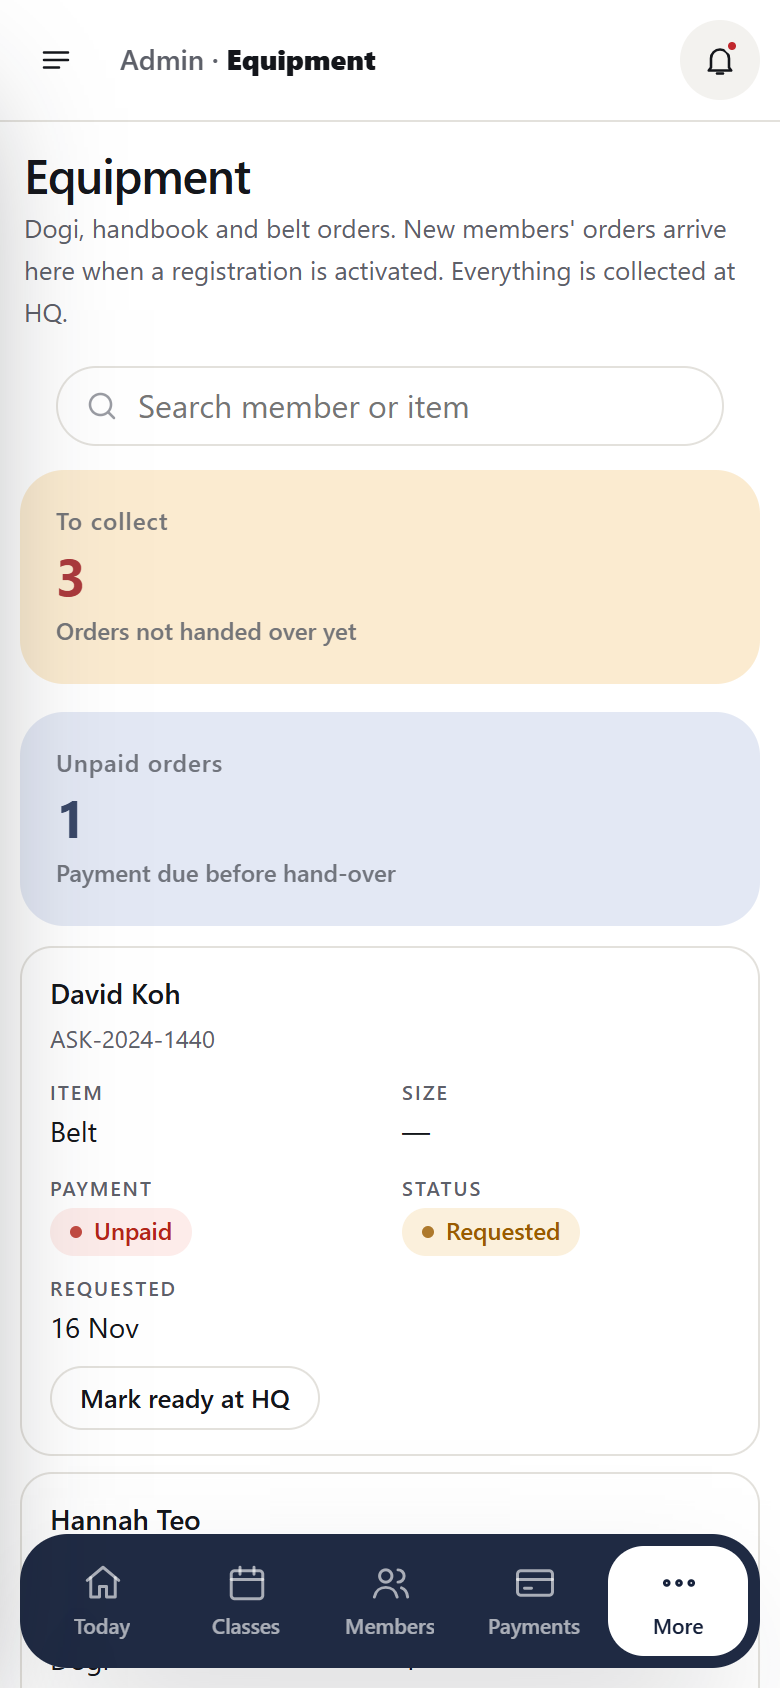 Admin · Equipment
Equipment
Dogi, handbook and belt orders. New members' orders arrive
here when a registration is activated. Everything is collected at
HQ.
Search member or item
To collect
3
Orders not handed over yet
Unpaid orders
1
Payment due before hand-over
David Koh
ASK-2024-1440
ITEM SIZE
Belt —
PAYMENT STATUS
Unpaid Requested
REQUESTED
16 Nov
Mark ready at HQ
Hannah Teo
Today Classes Members Payments More